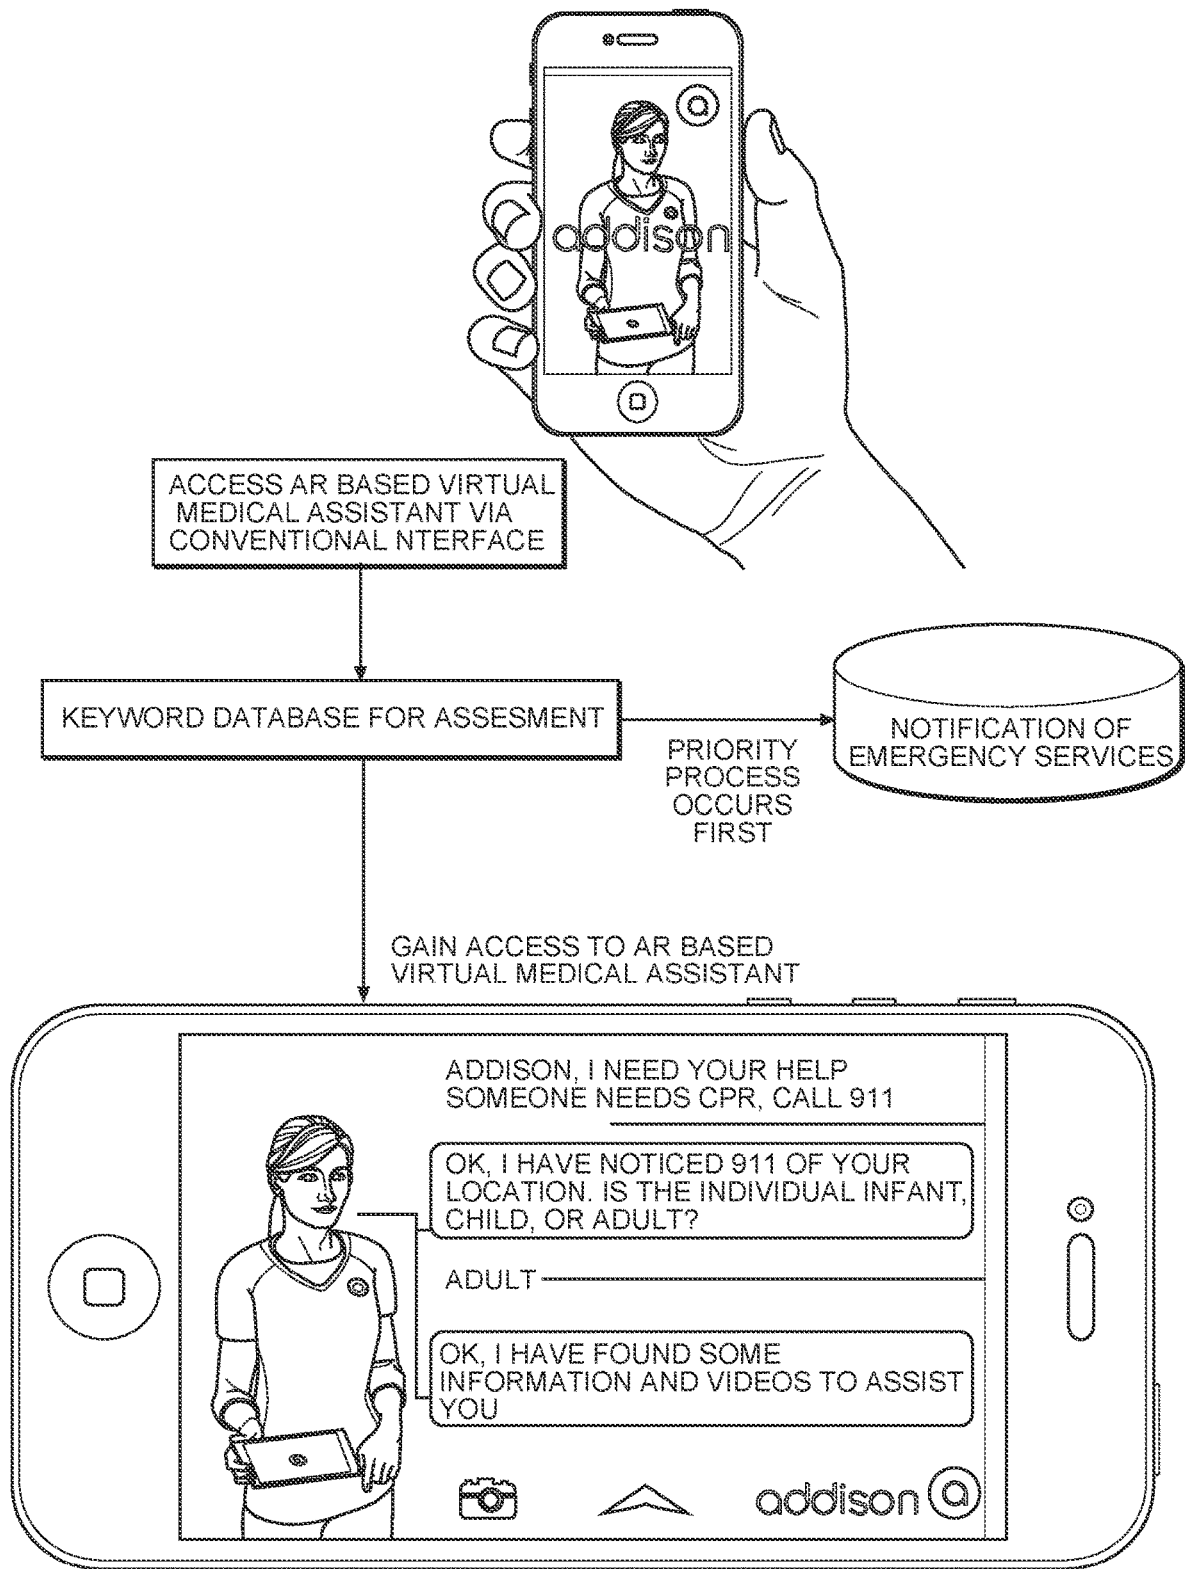 addison
ACCESS AR BASED VIRTUAL
MEDICAL ASSISTANT VIA
CONVENTIONAL NTERFACE
KEYWORD DATABASE FOR ASSESMENT
PRIORITY
PROCESS
OCCURS
FIRST
NOTIFICATION OF
EMERGENCY SERVICES
GAIN ACCESS TO AR BASED
VIRTUAL MEDICAL ASSISTANT
ADDISON, I NEED YOUR HELP
SOMEONE NEEDS CPR, CALL 911
OK, I HAVE NOTICED 911 OF YOUR
LOCATION. IS THE INDIVIDUAL INFANT,
CHILD, OR ADULT?
ADULT
OK, I HAVE FOUND SOME
INFORMATION AND VIDEOS TO ASSIST
YOU
addison a